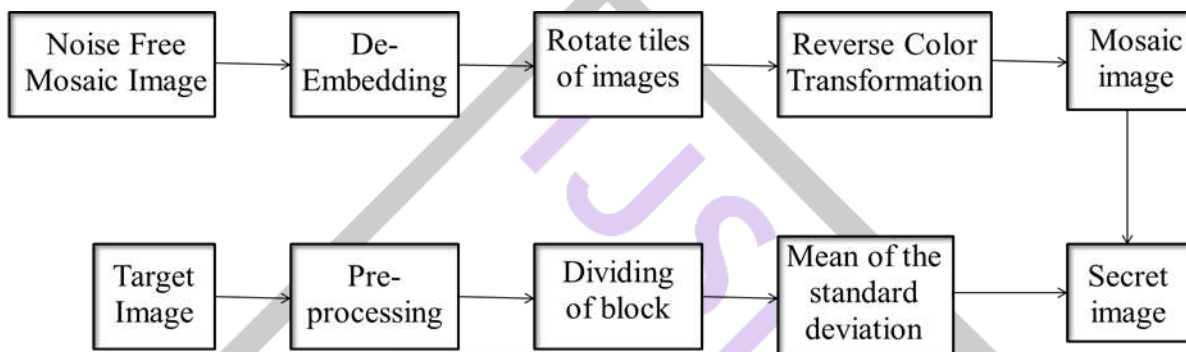 Noise Free
Mosaic Image
De-
Embedding
Rotate tiles
of images
Reverse Color
Transformation
Mosaic
image
Target
Image
Pre-
processing
Dividing
of block
Mean of the
standard
deviation
Secret
image
IJS